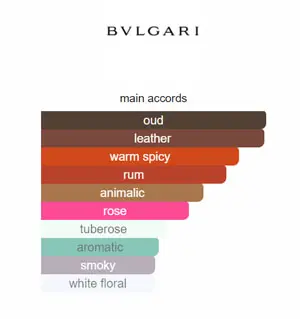 BVLGARI
main accords
oud
leather
warm spicy
rum
animalic
rose
tuberose
aromatic
smoky
white floral